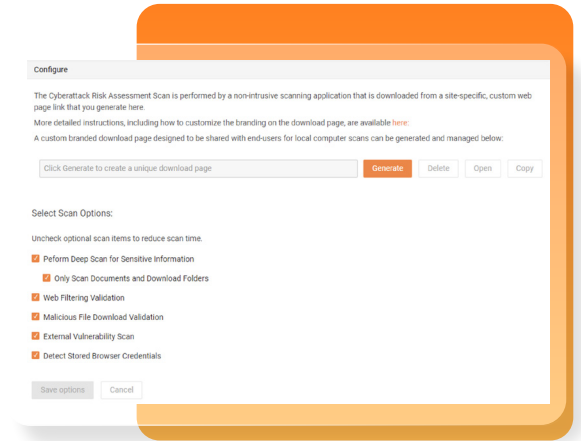 Configure
The Cyberattack Risk Assessment Scan is performed by a non-intrusive scanning application that is downloaded from a site-specific, custom web
page link that you generate here.
More detailed instructions, including how to customize the branding on the download page, are available here:
A custom branded download page designed to be shared with end-users for local computer scans can be generated and managed below:
Click Generate to create a unique download page Generate Delete Open Copy
Select Scan Options:
Uncheck optional scan items to reduce scan time.
Peform Deep Scan for Sensitive Information
Only Scan Documents and Download Folders
Web Filtering Validation
Malicious File Download Validation
External Vulnerability Scan
Detect Stored Browser Credentials
Save options Cancel